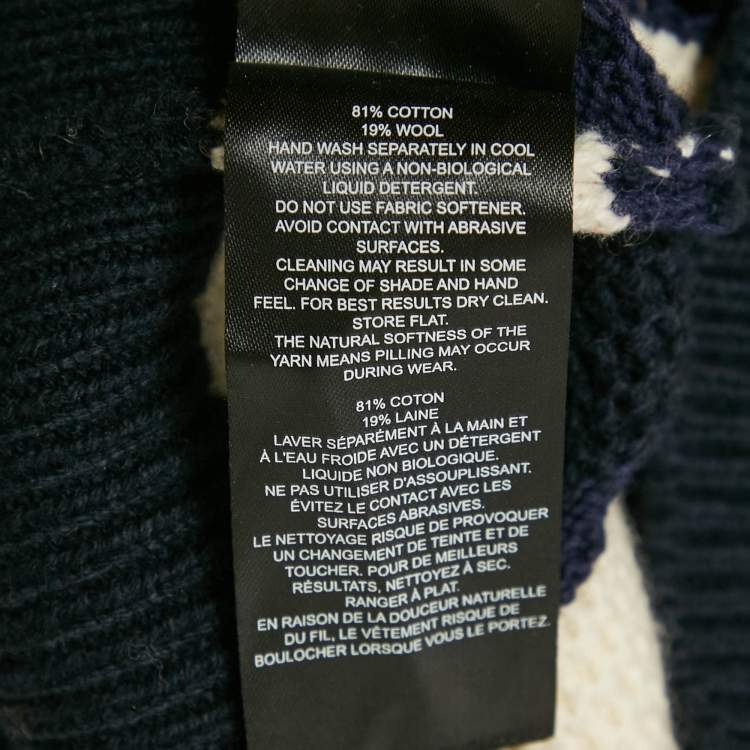 81% COTTON
19% WOOL
HAND WASH SEPARATELY IN COOL
WATER USING A NON-BIOLOGICAL
LIQUID DETERGENT.
DO NOT USE FABRIC SOFTENER.
AVOID CONTACT WITH ABRASIVE
SURFACES.
CLEANING MAY RESULT IN SOME
CHANGE OF SHADE AND HAND
FEEL. FOR BEST RESULTS DRY CLEAN.
STORE FLAT.
THE NATURAL SOFTNESS OF THE
YARN MEANS PILLING MAY OCCUR
DURING WEAR.
81% COTON
19% LAINE
LAVER SÉPARÉMENT À LA MAIN ET
À L'EAU FROIDE AVEC UN DÉTERGENT
LIQUIDE NON BIOLOGIQUE.
NE PAS UTILISER D'ASSOUPLISSANT.
ÉVITEZ LE CONTACT AVEC LES
SURFACES ABRASIVES.
LE NETTOYAGE RISQUE DE PROVOQUER
UN CHANGEMENT DE TEINTE ET DE
TOUCHER. POUR DE MEILLEURS
RÉSULTATS, NETTOYEZ À SEC.
RANGER À PLAT.
EN RAISON DE LA DOUCEUR NATURELLE
DU FIL, LE VÊTEMENT RISQUE DE
BOULOCHER LORSQUE VOUS LE PORTEZ.